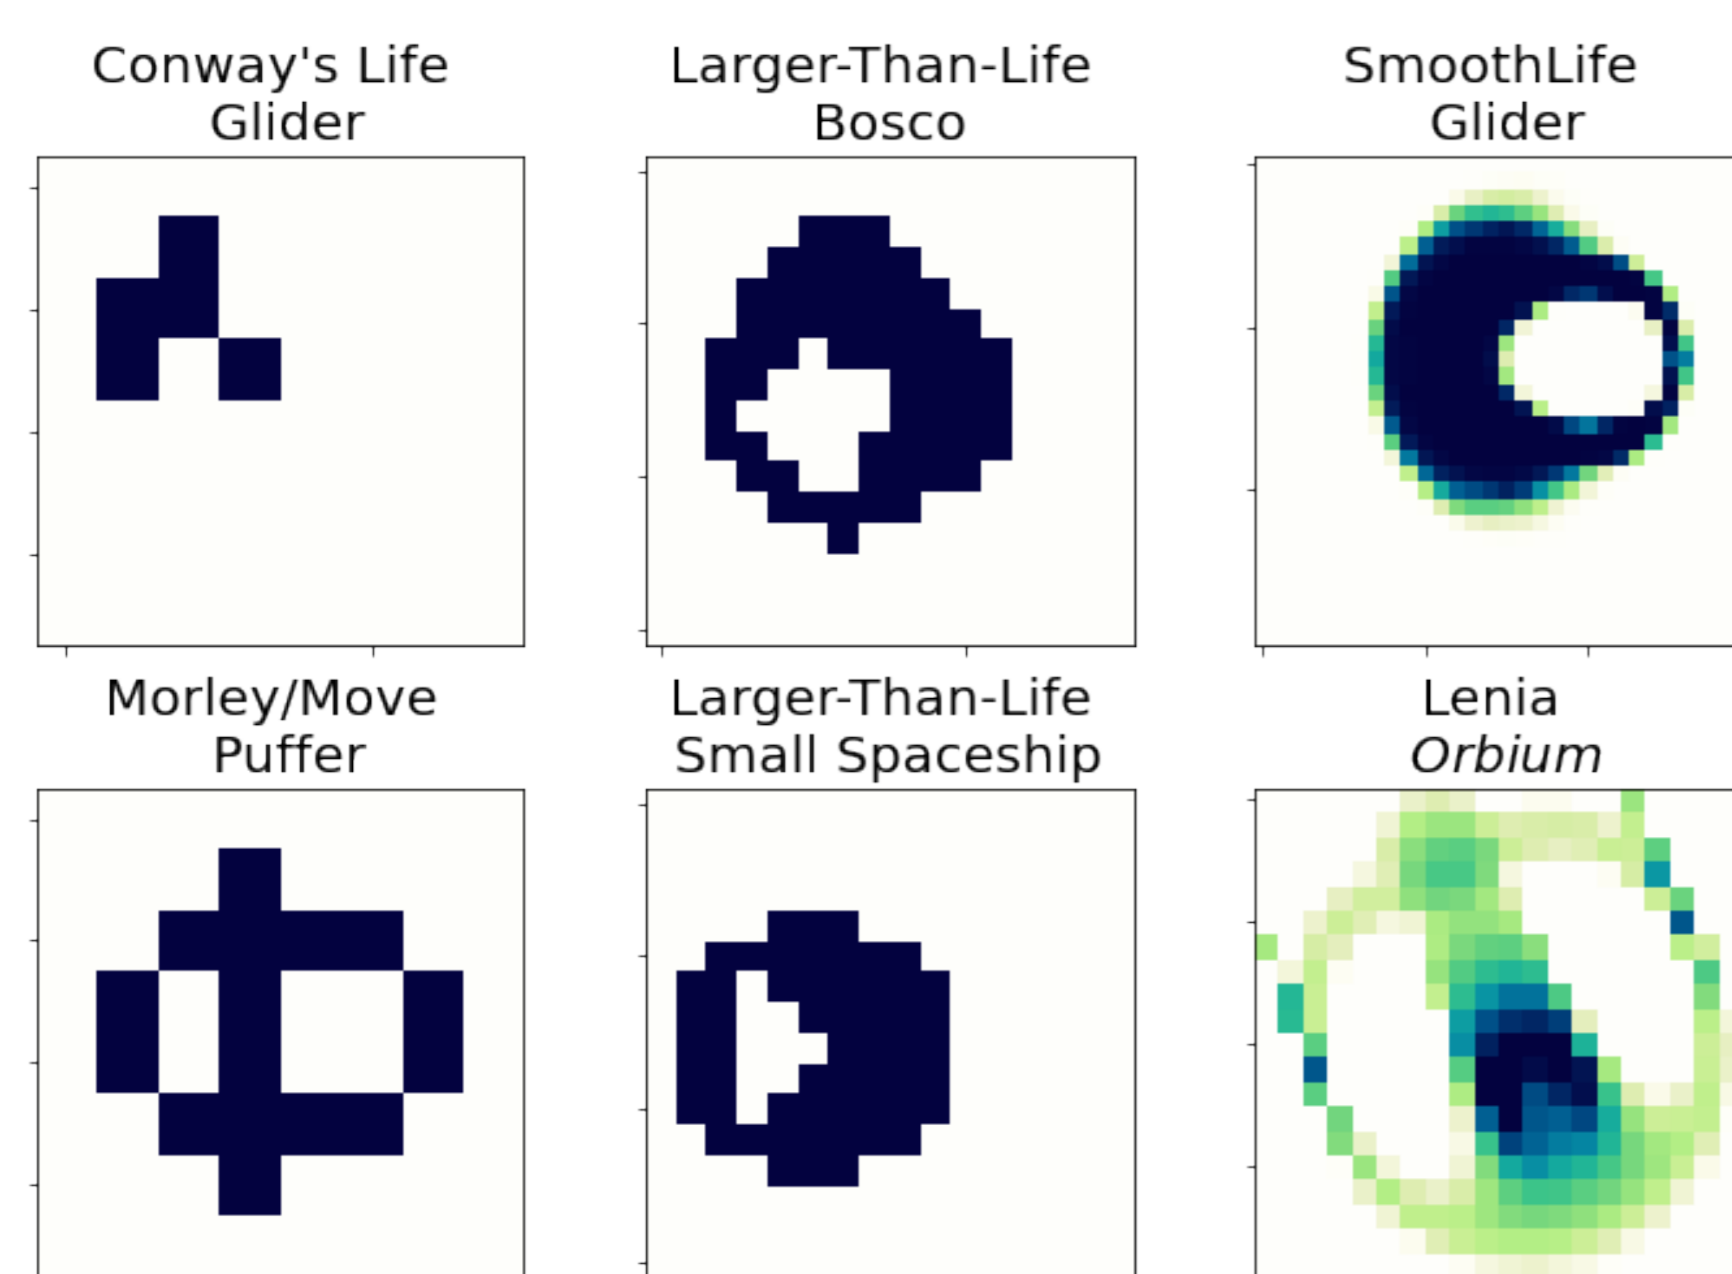 Conway's Life
Glider
Larger-Than-Life
Bosco
SmoothLife
Glider
Morley/Move
Puffer
Larger-Than-Life
Small Spaceship
Lenia
Orbium